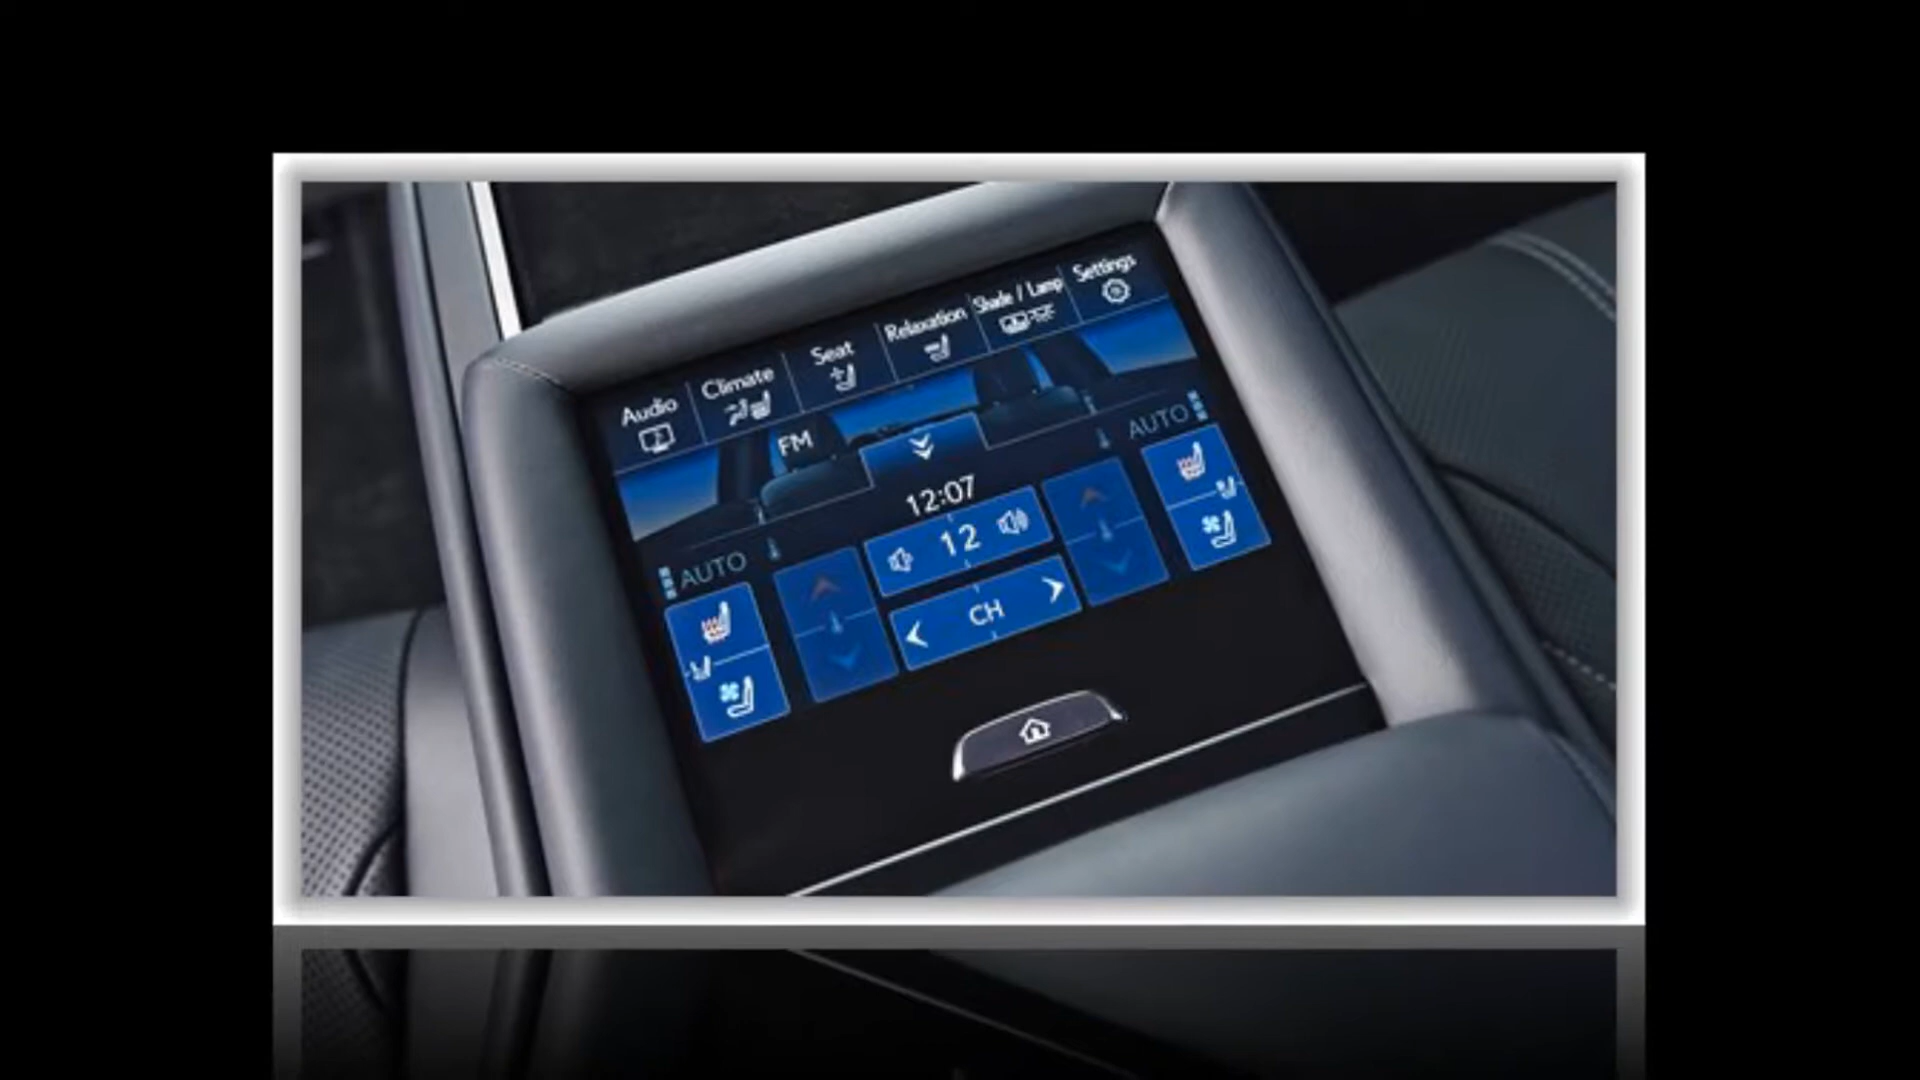 Audio
Climate
Seat
Relaxation
Shade / Lamp
Settings
FM
12:07
AUTO
AUTO
12
CH